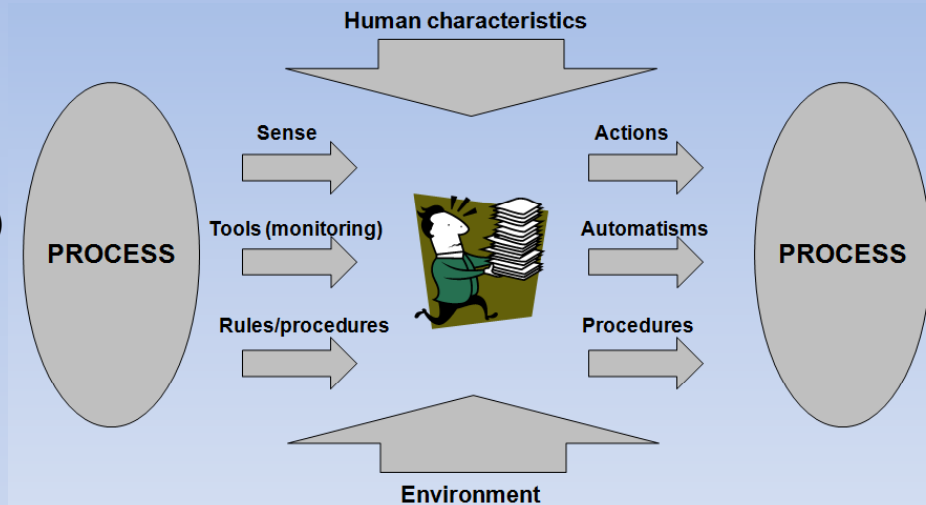 Human characteristics
Sense
Actions
Tools (monitoring)
Automatisms
PROCESS
PROCESS
Rules/procedures
Procedures
Environment